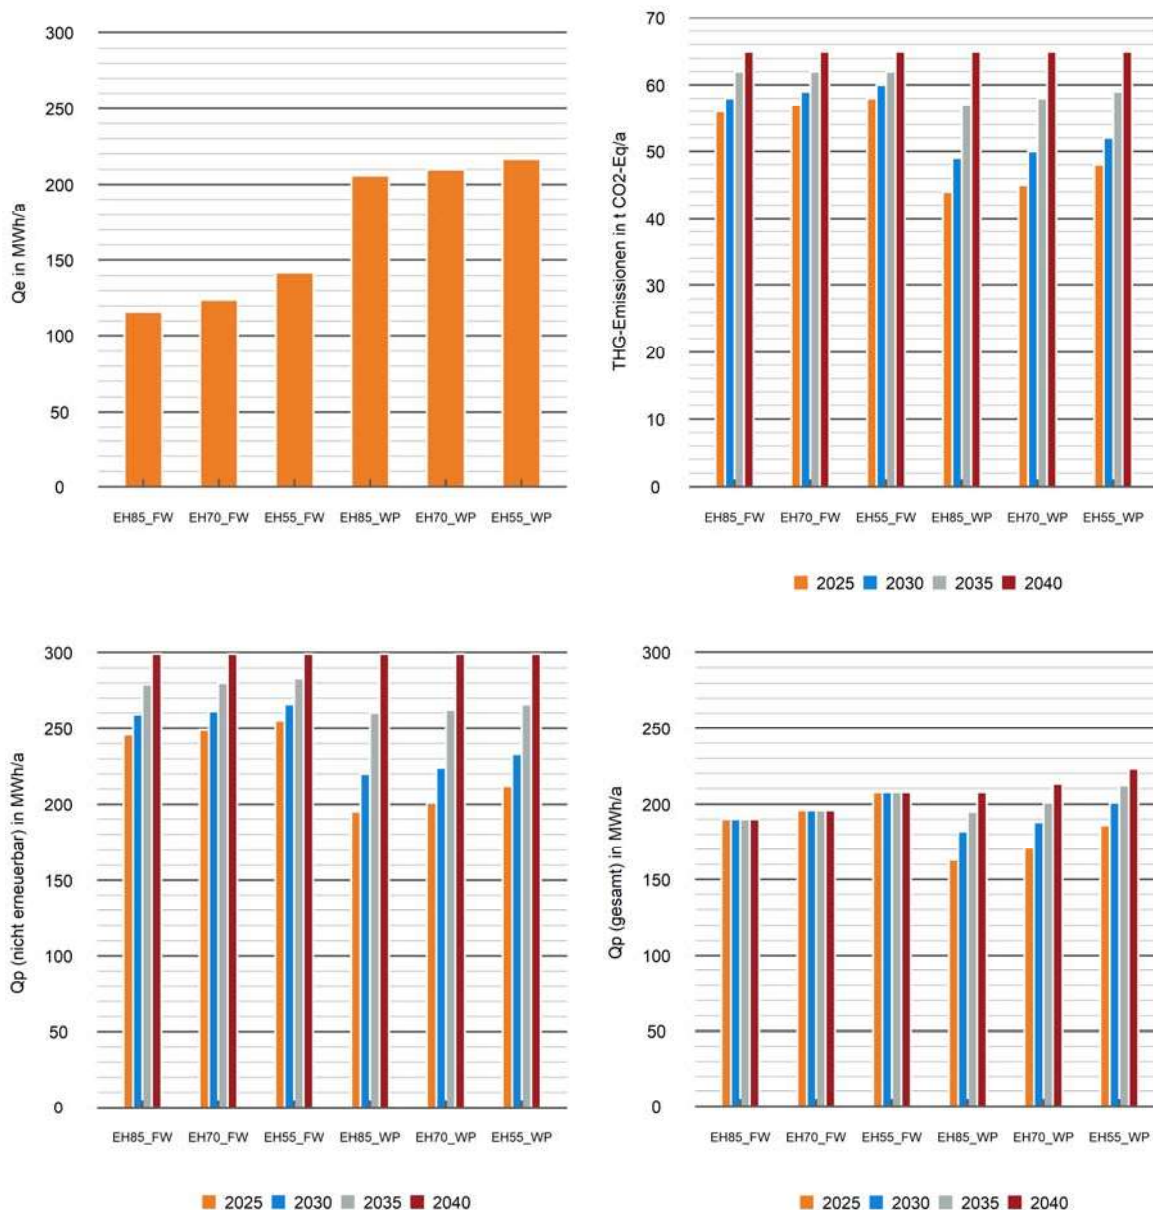 Qe in MWh/a
300
250
200
150
100
50
0
EH85_FW EH70_FW EH55_FW EH85_WP EH70_WP EH55_WP
THG-Emissionen in t CO2-Eq/a
70
60
50
40
30
20
10
0
EH85_FW EH70_FW EH55_FW EH85_WP EH70_WP EH55_WP
2025 2030 2035 2040
Qp (nicht erneuerbar) in MWh/a
300
250
200
150
100
50
0
EH85_FW EH70_FW EH55_FW EH85_WP EH70_WP EH55_WP
2025 2030 2035 2040
Qp (gesamt) in MWh/a
300
250
200
150
100
50
0
EH85_FW EH70_FW EH55_FW EH85_WP EH70_WP EH55_WP
2025 2030 2035 2040